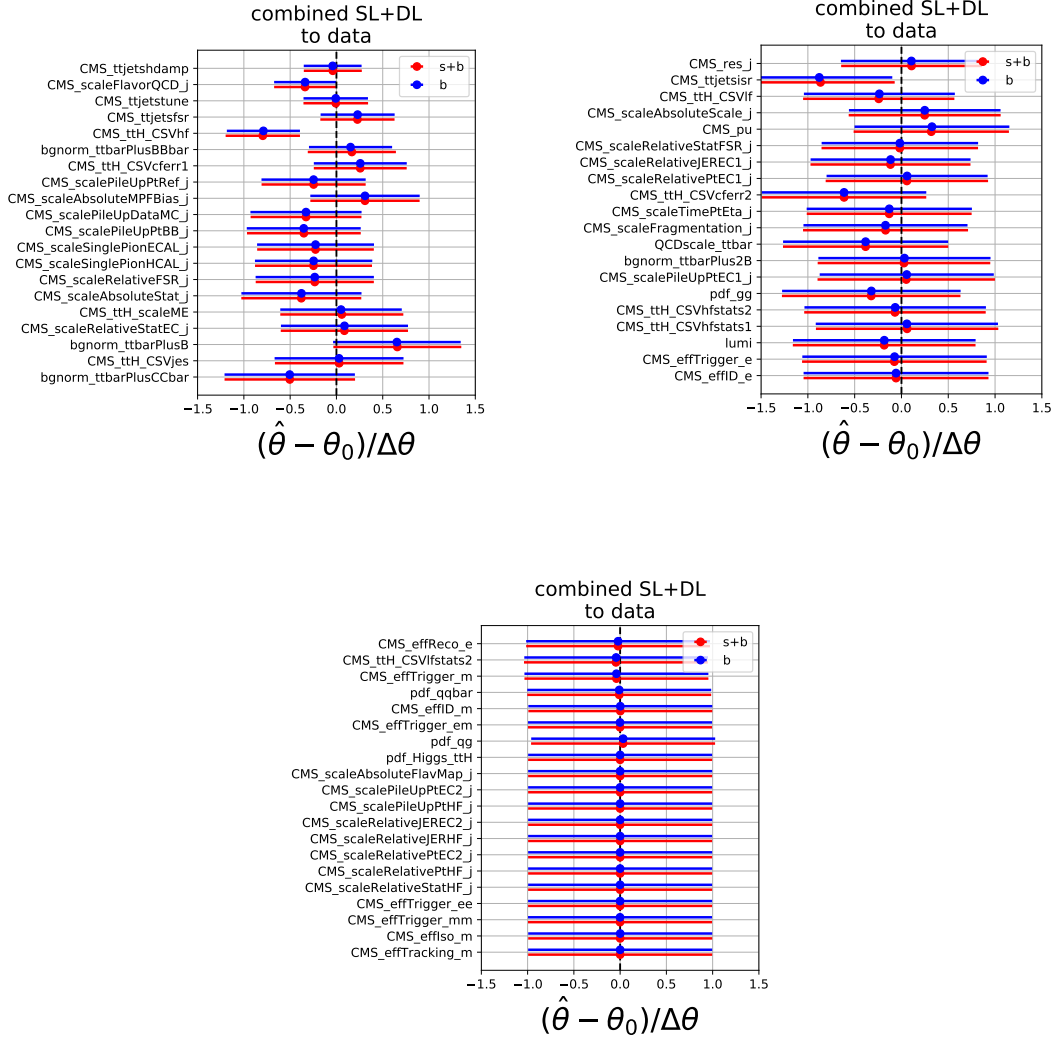 combined SL+DL
to data
CMS_ttjetshdamp
CMS_scaleFlavorQCD_j
CMS_ttjetstune
CMS_ttjetsfsr
CMS_ttH_CSVhf
bgnorm_ttbarPlusBBbar
CMS_ttH_CSVcferr1
CMS_scalePileUpPtRef_j
CMS_scaleAbsoluteMPFBias_j
CMS_scalePileUpDataMC_j
CMS_scalePileUpPtBB_j
CMS_scaleSinglePionECAL_j
CMS_scaleSinglePionHCAL_j
CMS_scaleRelativeFSR_j
CMS_scaleAbsoluteStat_j
CMS_ttH_scaleME
CMS_scaleRelativeStatEC_j
bgnorm_ttbarPlusB
CMS_ttH_CSVjes
bgnorm_ttbarPlusCCbar
s+b
b
−1.5 −1.0 −0.5 0.0 0.5 1.0 1.5
(θ̂ − θ₀)/Δθ
combined SL+DL
to data
CMS_res_j
CMS_ttjetsisr
CMS_ttH_CSVlf
CMS_scaleAbsoluteScale_j
CMS_pu
CMS_scaleRelativeStatFSR_j
CMS_scaleRelativeJEREC1_j
CMS_scaleRelativePtEC1_j
CMS_ttH_CSVcferr2
CMS_scaleTimePtEta_j
CMS_scaleFragmentation_j
QCDscale_ttbar
bgnorm_ttbarPlus2B
CMS_scalePileUpPtEC1_j
pdf_gg
CMS_ttH_CSVhfstats2
CMS_ttH_CSVhfstats1
lumi
CMS_effTrigger_e
CMS_effID_e
s+b
b
−1.5 −1.0 −0.5 0.0 0.5 1.0 1.5
(θ̂ − θ₀)/Δθ
combined SL+DL
to data
CMS_effReco_e
CMS_ttH_CSVlfstats2
CMS_effTrigger_m
pdf_qqbar
CMS_effID_m
CMS_effTrigger_em
pdf_qg
pdf_Higgs_ttH
CMS_scaleAbsoluteFlavMap_j
CMS_scalePileUpPtEC2_j
CMS_scalePileUpPtHF_j
CMS_scaleRelativeJEREC2_j
CMS_scaleRelativeJERHF_j
CMS_scaleRelativePtEC2_j
CMS_scaleRelativePtHF_j
CMS_scaleRelativeStatHF_j
CMS_effTrigger_ee
CMS_effTrigger_mm
CMS_effIso_m
CMS_effTracking_m
s+b
b
−1.5 −1.0 −0.5 0.0 0.5 1.0 1.5
(θ̂ − θ₀)/Δθ